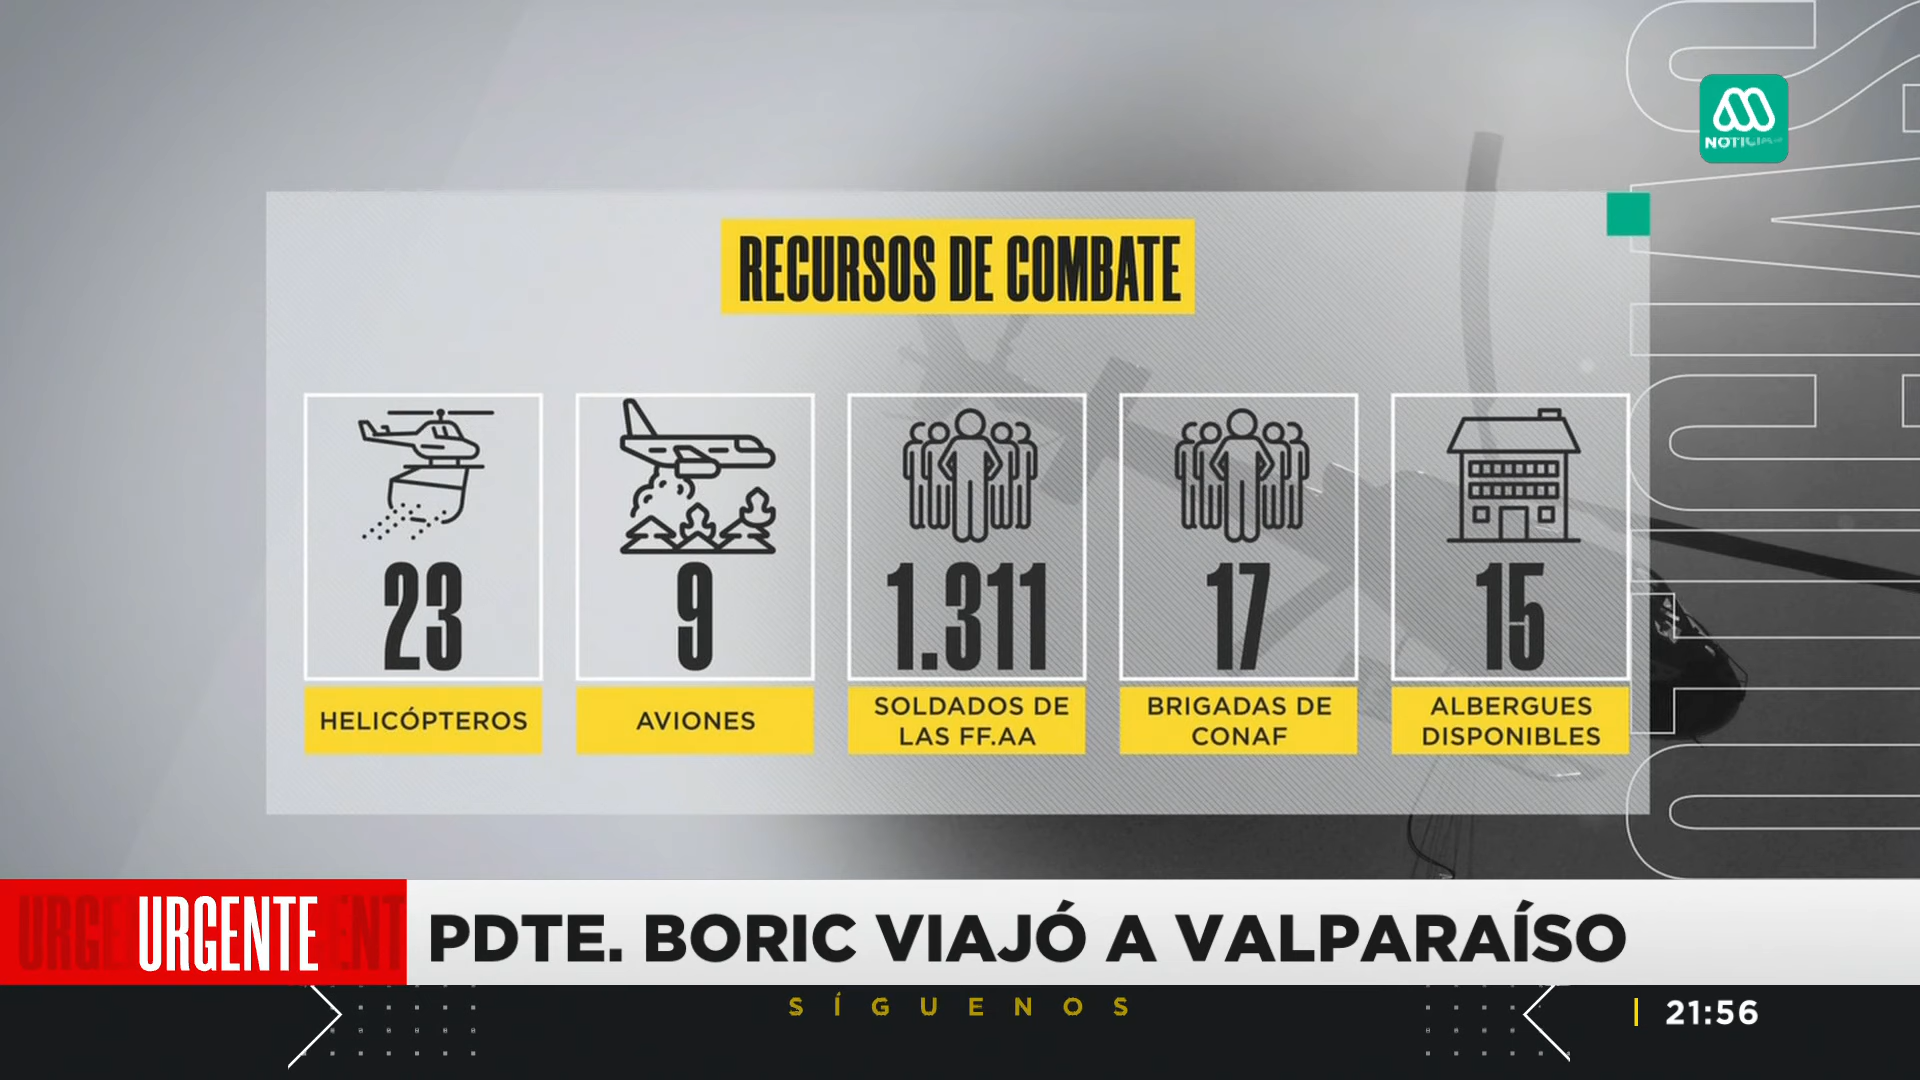 NOTICIAS
RECURSOS DE COMBATE
23
HELICÓPTEROS
9
AVIONES
1.311
SOLDADOS DE
LAS FF.AA
17
BRIGADAS DE
CONAF
15
ALBERGUES
DISPONIBLES
URGENTE
PDTE. BORIC VIAJÓ A VALPARAÍSO
SÍGUENOS
21:56